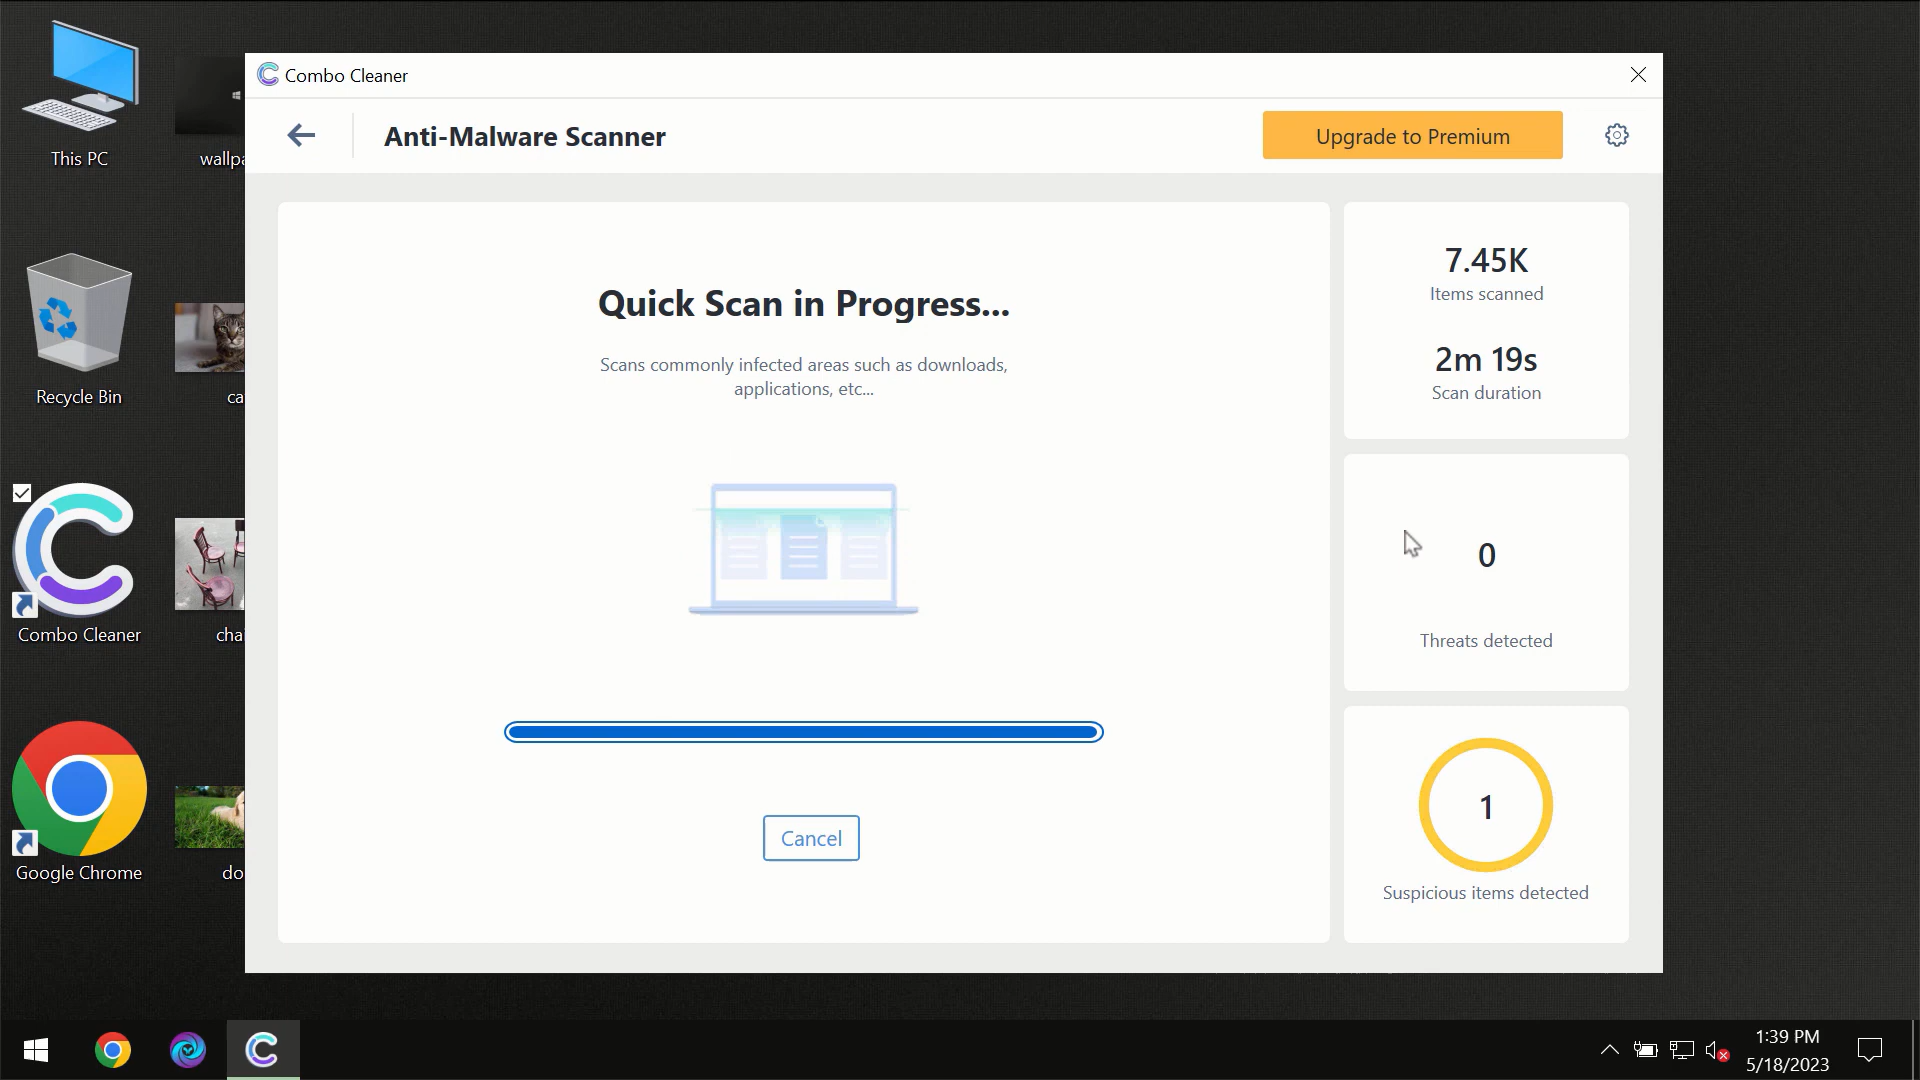 This PC
wallpa
Recycle Bin
ca
Combo Cleaner
cha
Google Chrome
do
Combo Cleaner
Anti-Malware Scanner
Upgrade to Premium
Quick Scan in Progress...
Scans commonly infected areas such as downloads,
applications, etc...
Cancel
7.45K
Items scanned
2m 19s
Scan duration
0
Threats detected
1
Suspicious items detected
1:39 PM
5/18/2023